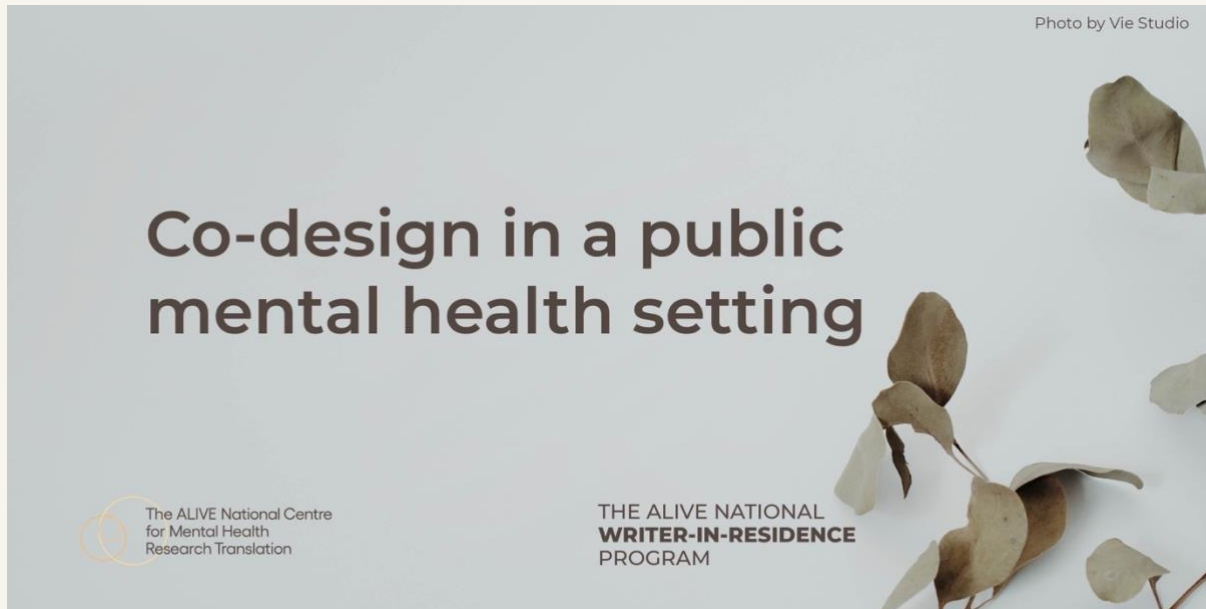 Photo by Vie Studio
Co-design in a public
mental health setting
The ALIVE National Centre
for Mental Health
Research Translation
THE ALIVE NATIONAL
WRITER-IN-RESIDENCE
PROGRAM